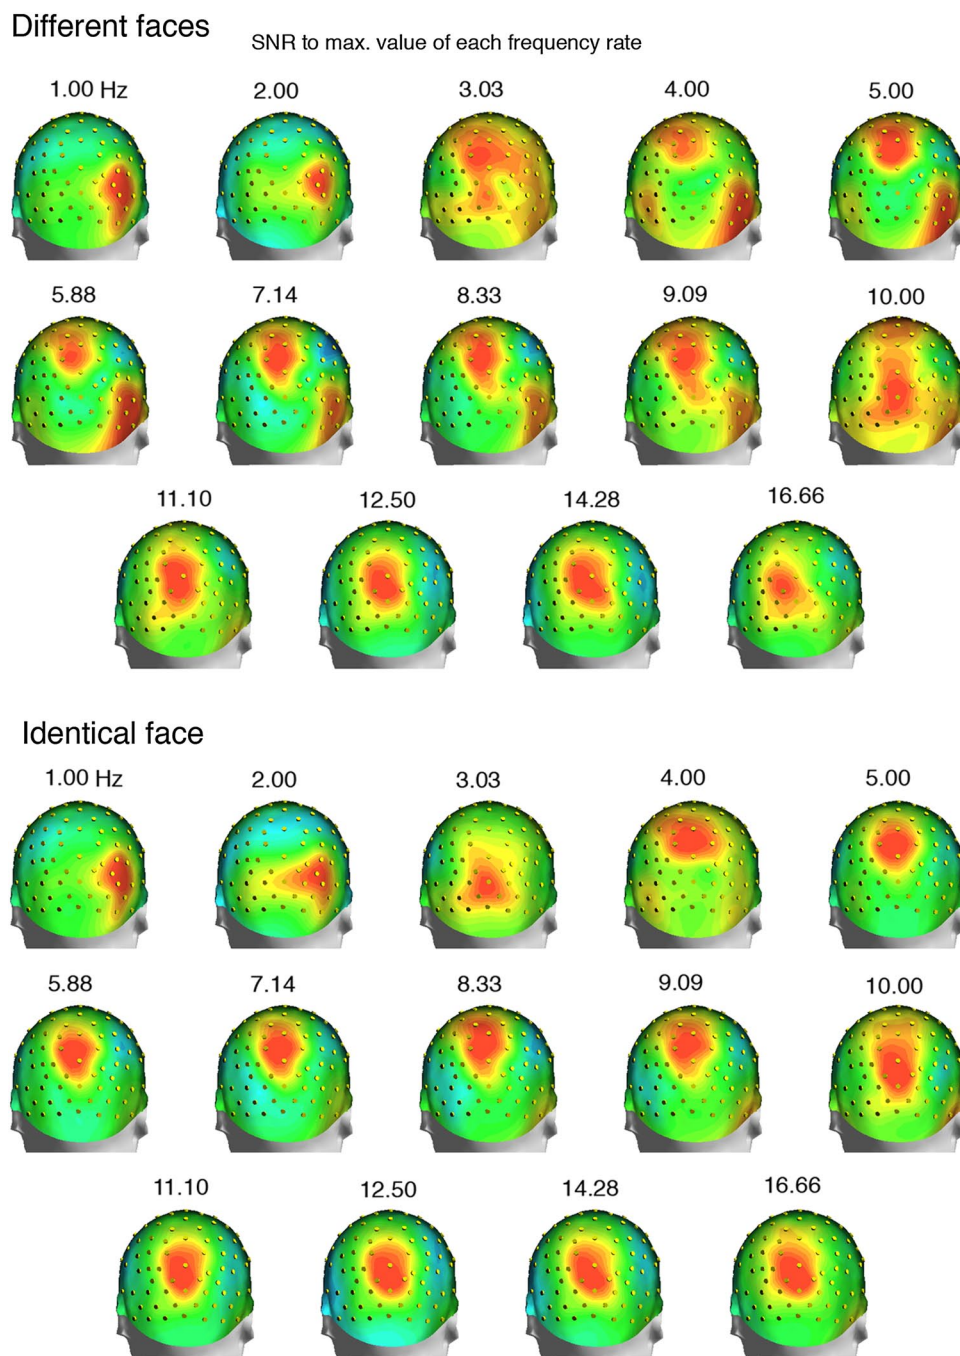 Different faces
SNR to max. value of each frequency rate
1.00 Hz 2.00 3.03 4.00 5.00
5.88 7.14 8.33 9.09 10.00
11.10 12.50 14.28 16.66
Identical face
1.00 Hz 2.00 3.03 4.00 5.00
5.88 7.14 8.33 9.09 10.00
11.10 12.50 14.28 16.66